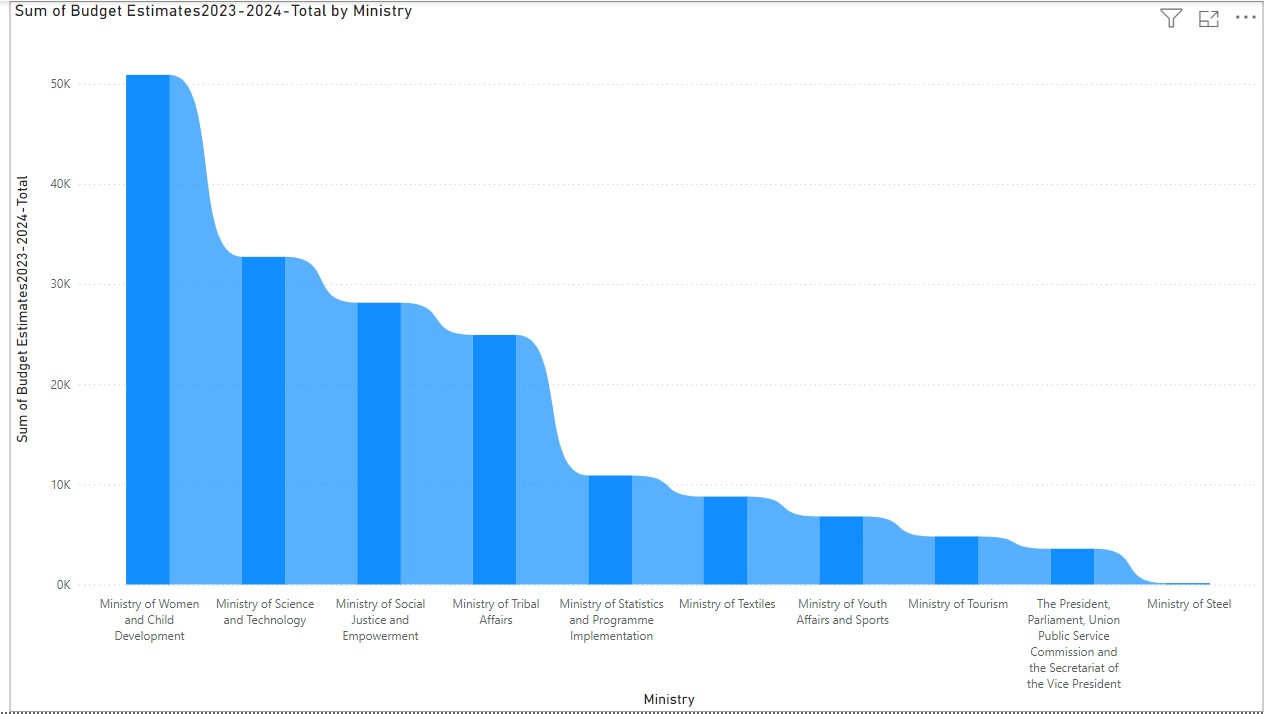 Sum of Budget Estimates2023-2024-Total by Ministry
Sum of Budget Estimates2023-2024-Total
50K
40K
30K
20K
10K
0K
Ministry of Women
and Child
Development
Ministry of Science
and Technology
Ministry of Social
Justice and
Empowerment
Ministry of Tribal
Affairs
Ministry of Statistics
and Programme
Implementation
Ministry of Textiles
Ministry of Youth
Affairs and Sports
Ministry of Tourism
The President,
Parliament, Union
Public Service
Commission and
the Secretariat of
the Vice President
Ministry of Steel
Ministry